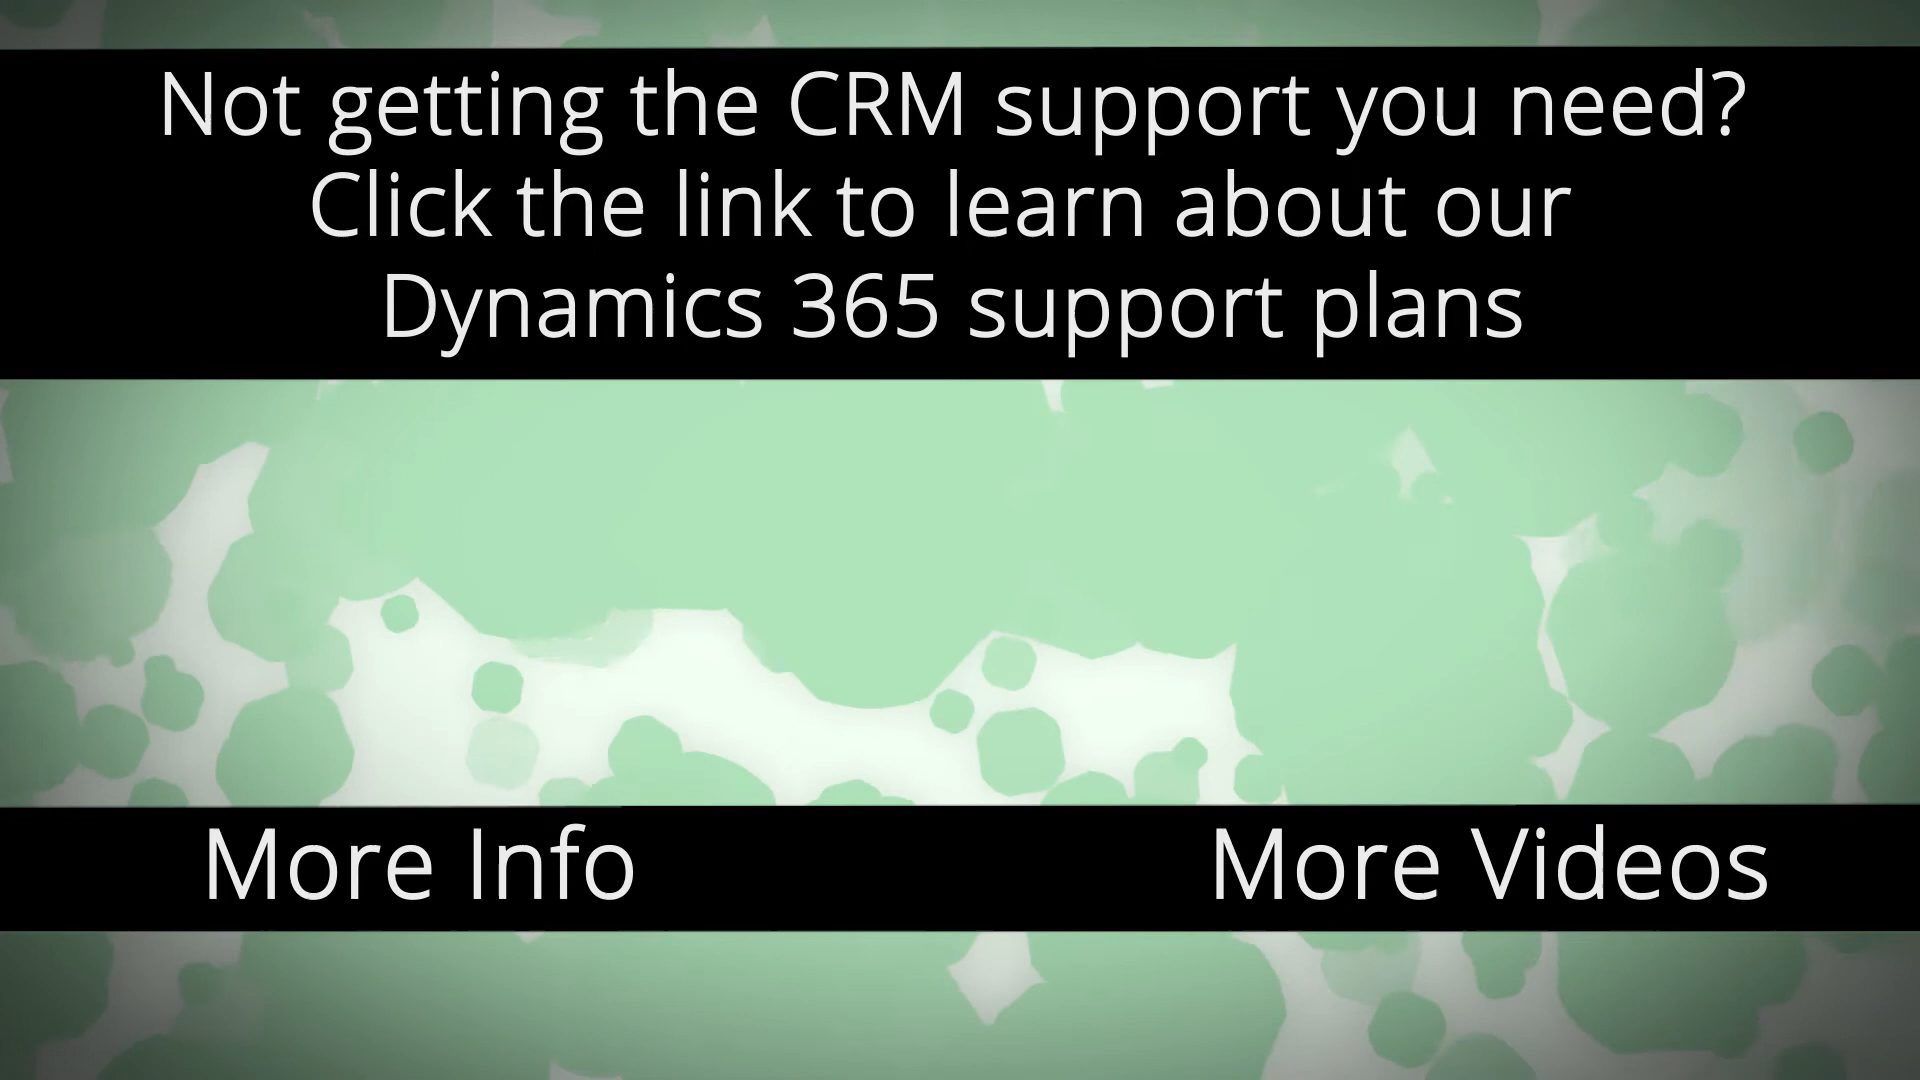 Not getting the CRM support you need?
Click the link to learn about our
Dynamics 365 support plans
More Info
More Videos